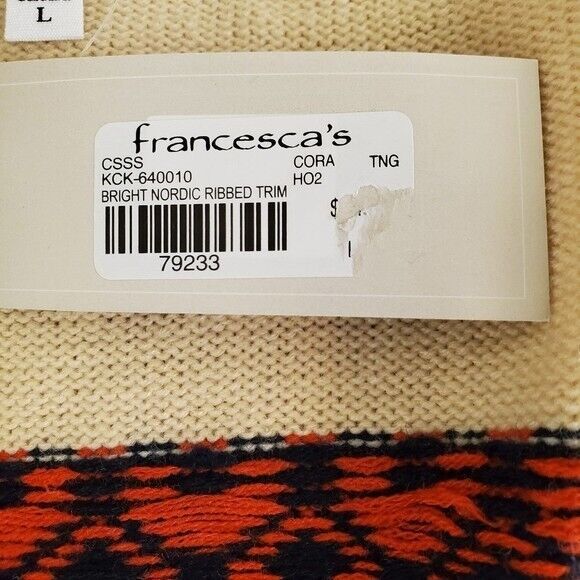 L
francesca's
CSSS CORA TNG
KCK-640010 HO2
BRIGHT NORDIC RIBBED TRIM $
79233